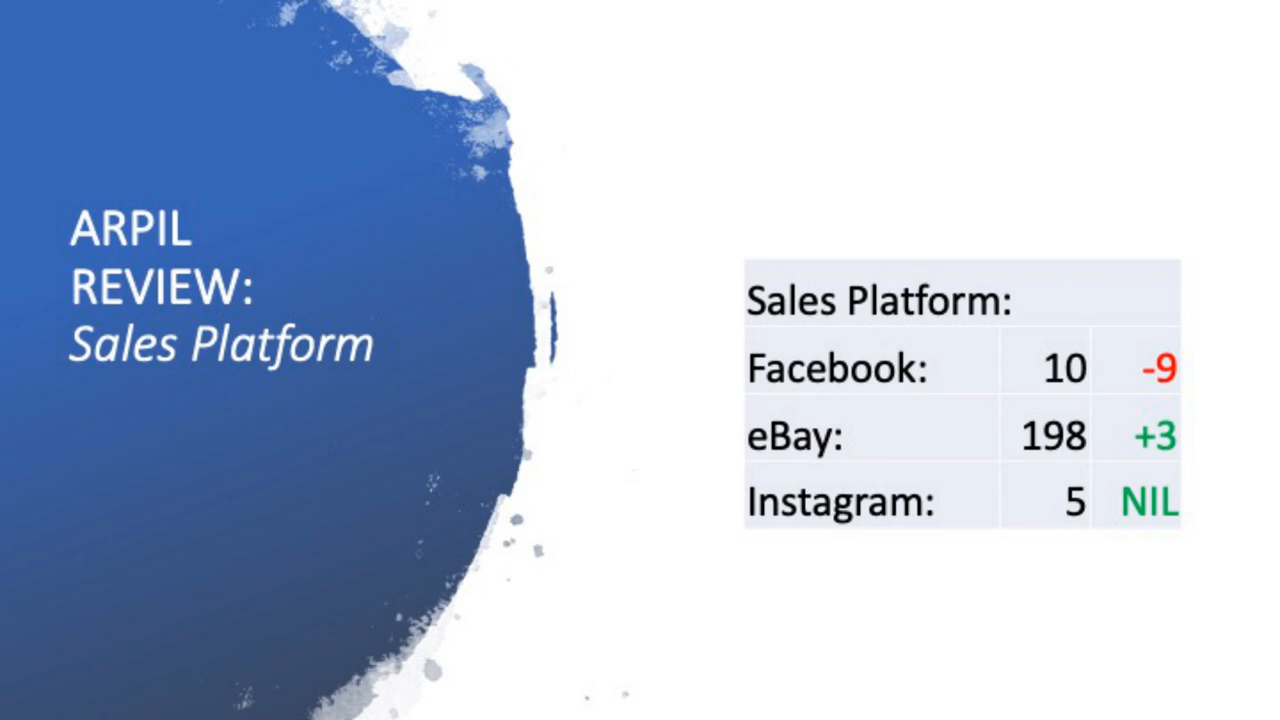 ARPIL
REVIEW:
Sales Platform
Sales Platform:
Facebook: 10 -9
eBay: 198 +3
Instagram: 5 NIL